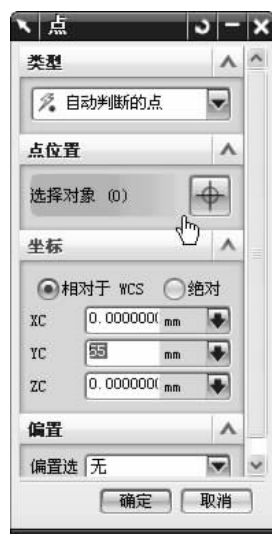 点
类型
自动判断的点
点位置
选择对象 (0)
坐标
相对于 WCS 绝对
XC 0.0000000 mm
YC 55 mm
ZC 0.0000000 mm
偏置
偏置选 无
确定 取消